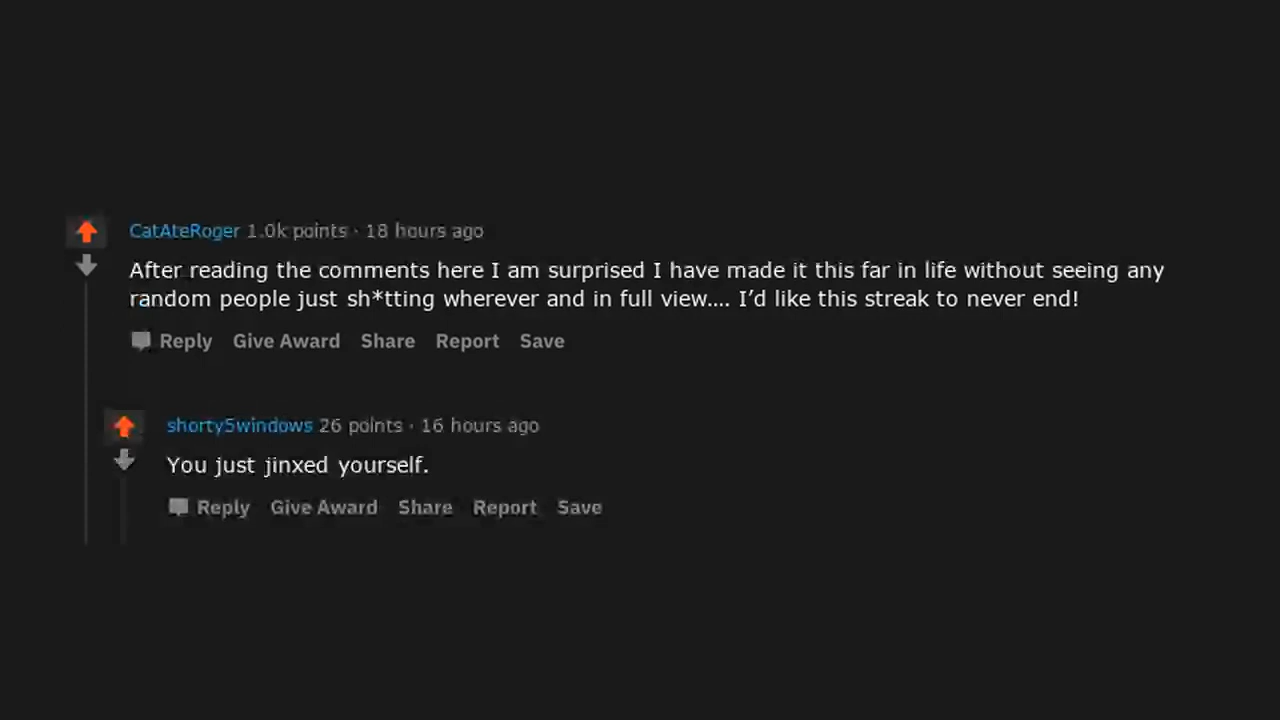 CatAteRoger 1.0k points · 18 hours ago
After reading the comments here I am surprised I have made it this far in life without seeing any
random people just sh*tting wherever and in full view.... I’d like this streak to never end!
Reply Give Award Share Report Save
shorty5windows 26 points · 16 hours ago
You just jinxed yourself.
Reply Give Award Share Report Save